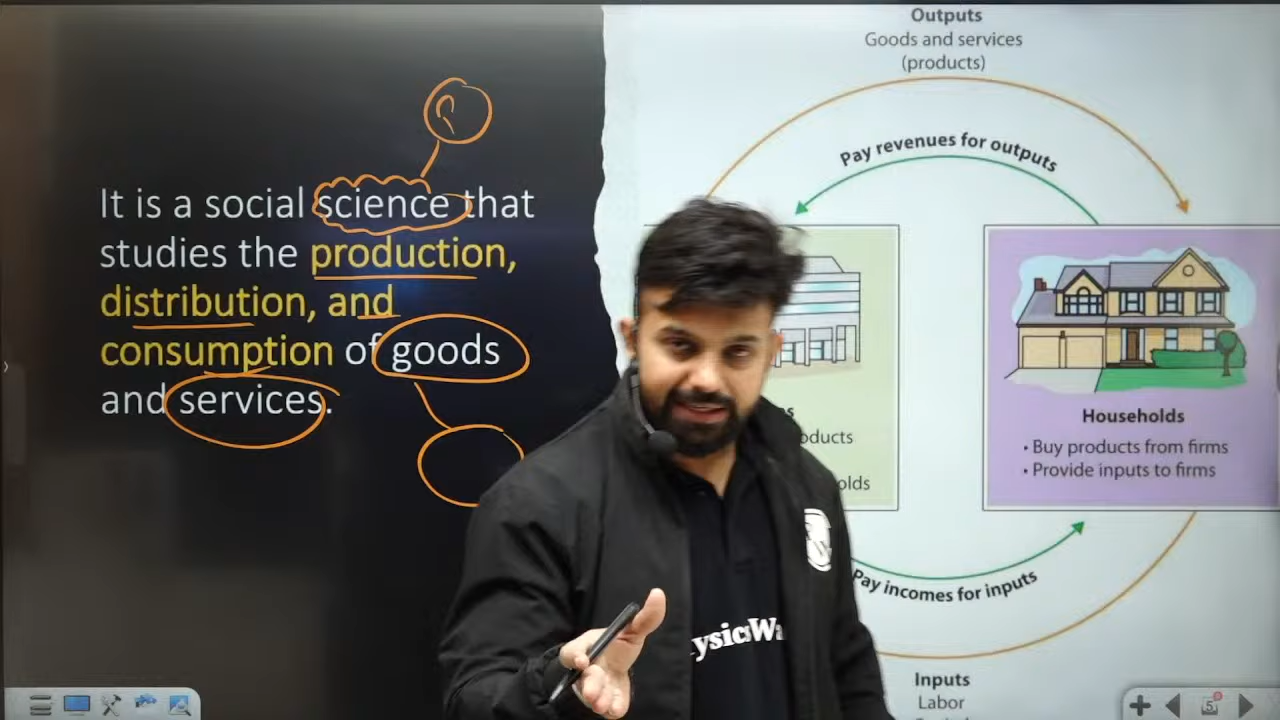 It is a social science that
studies the production,
distribution, and
consumption of goods
and services.
Outputs
Goods and services
(products)
Pay revenues for outputs
Households
• Buy products from firms
• Provide inputs to firms
Pay incomes for inputs
Inputs
Labor
5